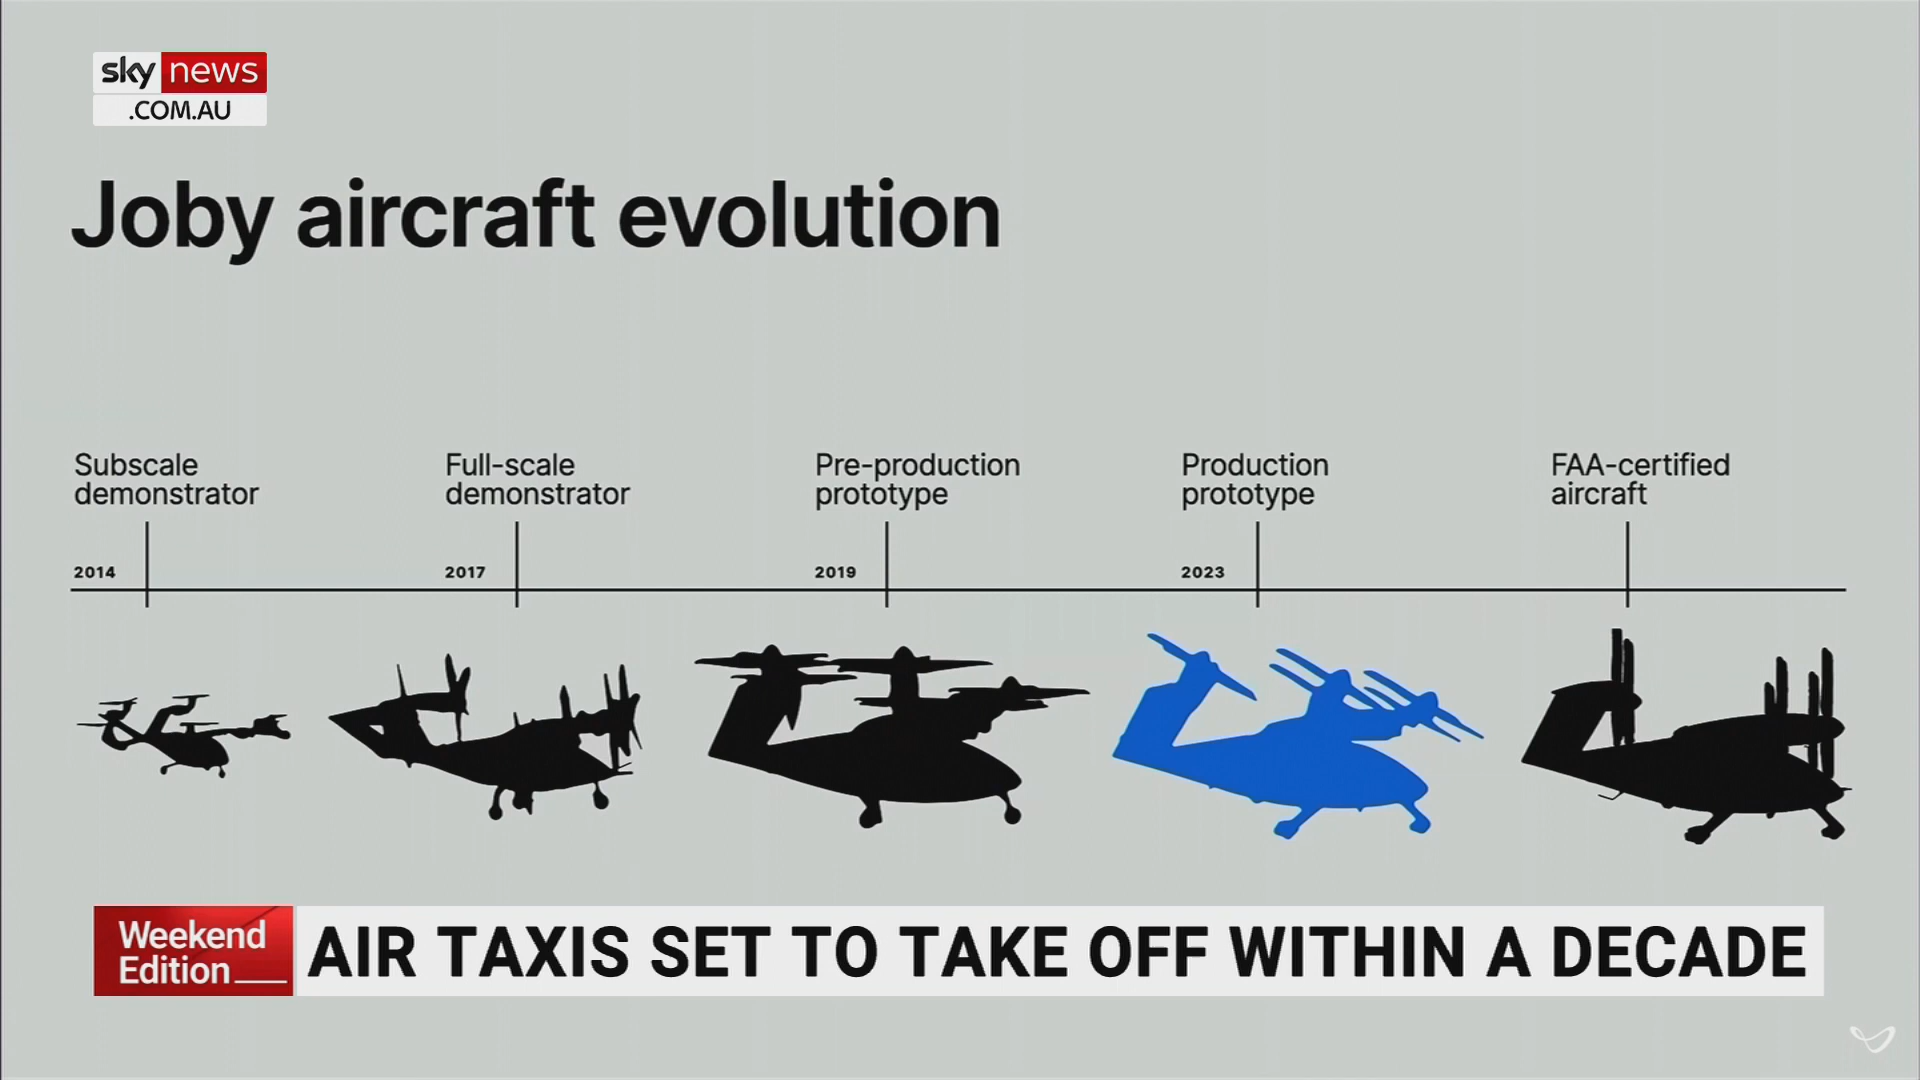 sky news
.COM.AU
Joby aircraft evolution
Subscale
demonstrator
2014
Full-scale
demonstrator
2017
Pre-production
prototype
2019
Production
prototype
2023
FAA-certified
aircraft
Weekend
Edition
AIR TAXIS SET TO TAKE OFF WITHIN A DECADE